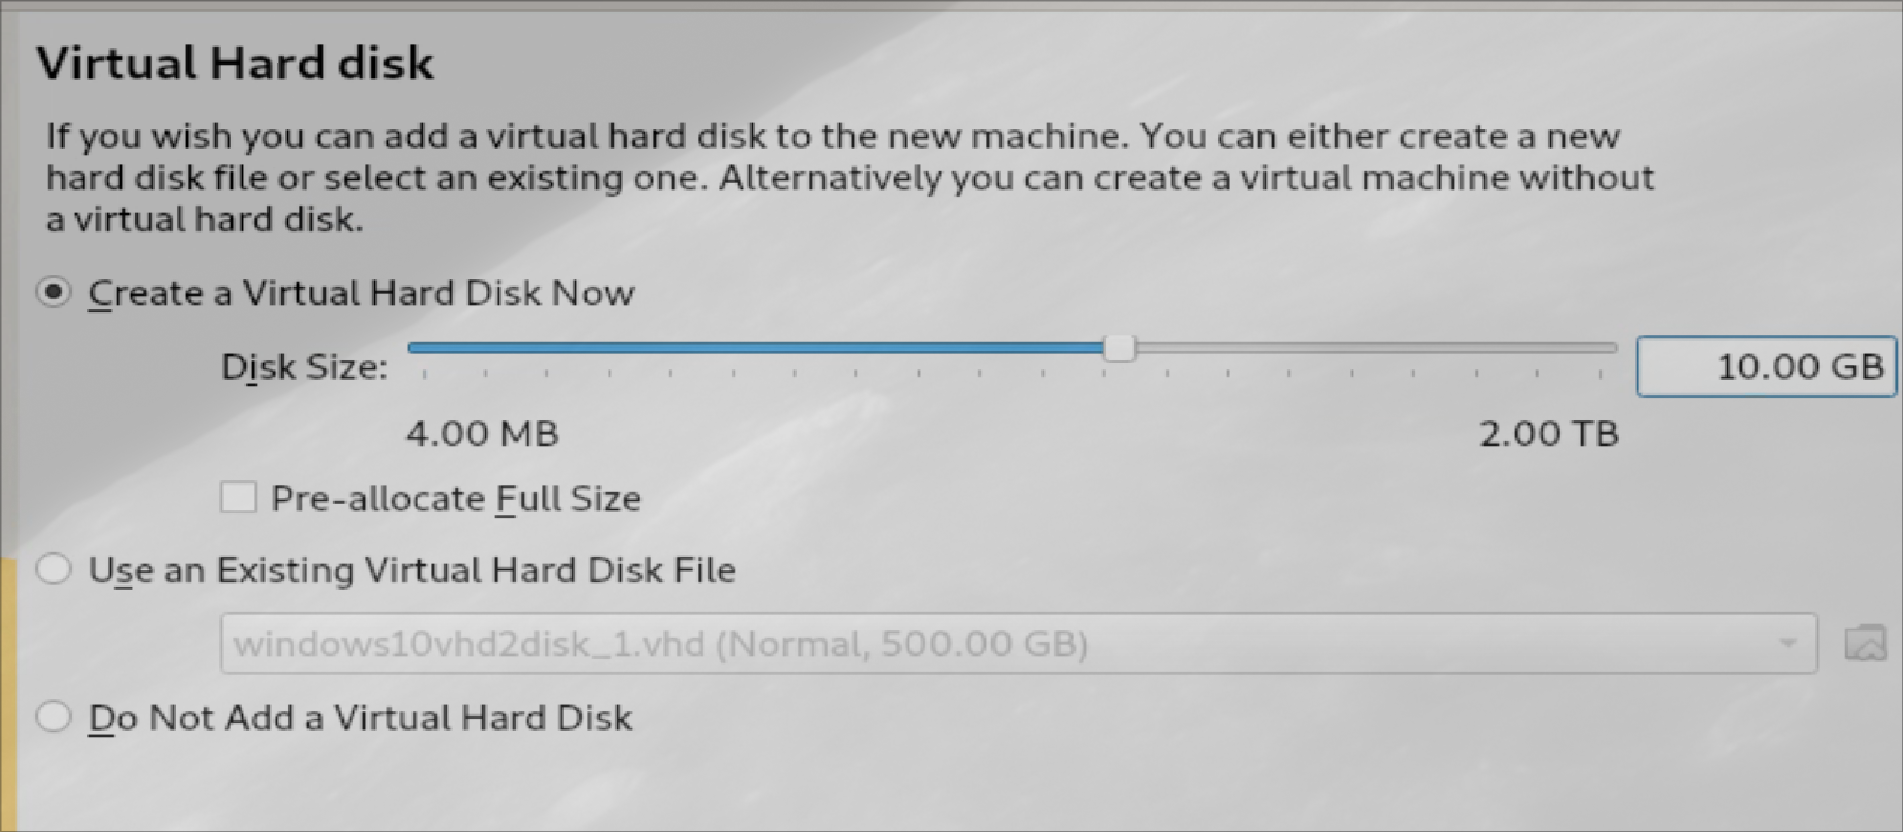 Virtual Hard disk
If you wish you can add a virtual hard disk to the new machine. You can either create a new
hard disk file or select an existing one. Alternatively you can create a virtual machine without
a virtual hard disk.
Create a Virtual Hard Disk Now
Disk Size:
10.00 GB
4.00 MB
2.00 TB
Pre-allocate Full Size
Use an Existing Virtual Hard Disk File
windows10vhd2disk_1.vhd (Normal, 500.00 GB)
Do Not Add a Virtual Hard Disk